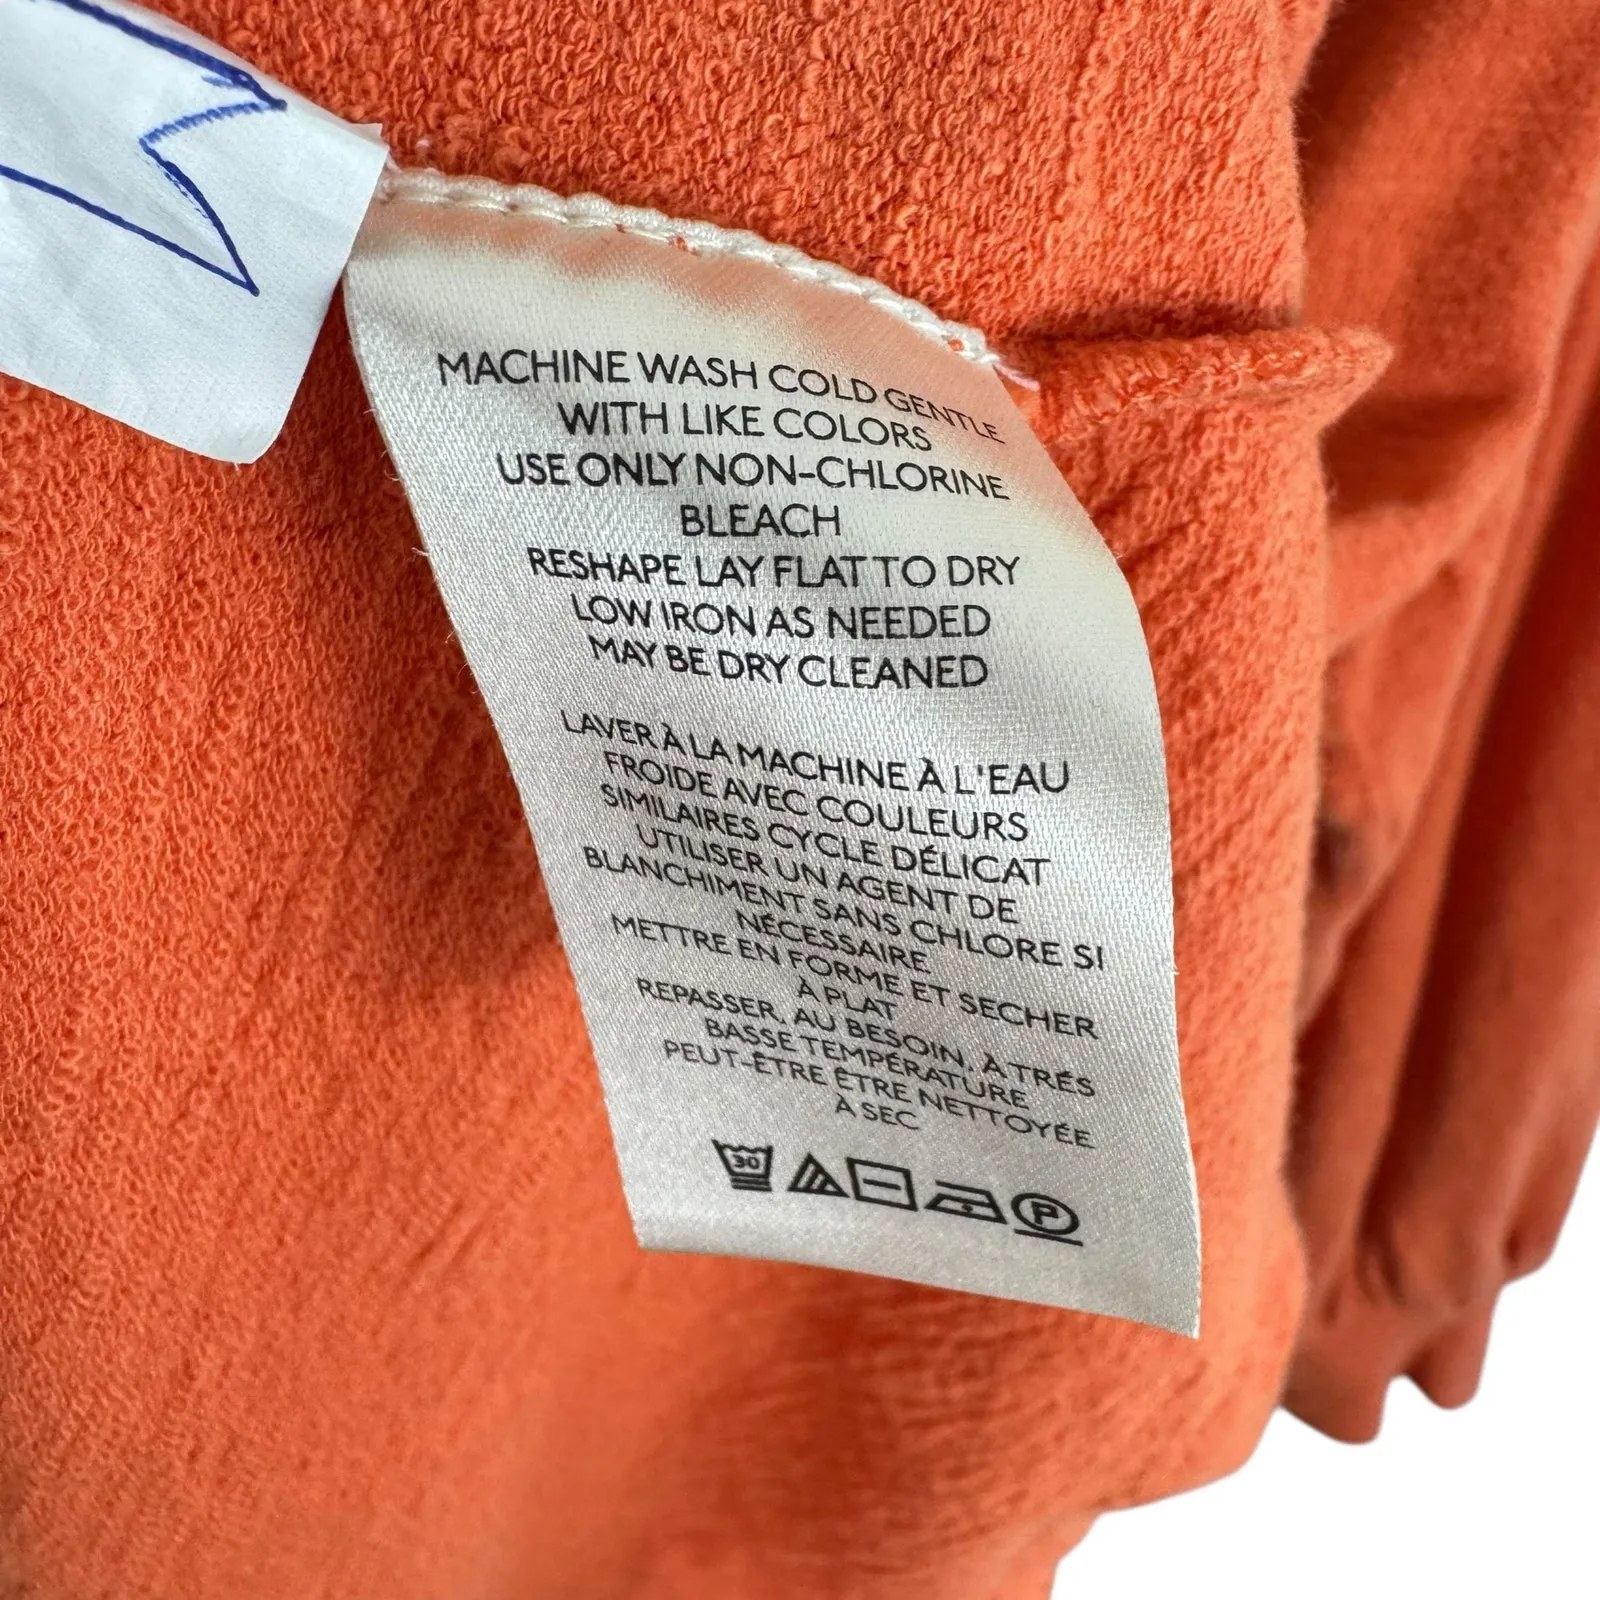 MACHINE WASH COLD GENTLE
WITH LIKE COLORS
USE ONLY NON-CHLORINE
BLEACH
RESHAPE LAY FLAT TO DRY
LOW IRON AS NEEDED
MAY BE DRY CLEANED
LAVER À LA MACHINE À L'EAU
FROIDE AVEC COULEURS
SIMILAIRES CYCLE DÉLICAT
UTILISER UN AGENT DE
BLANCHIMENT SANS CHLORE SI
NÉCESSAIRE
METTRE EN FORME ET SECHER
À PLAT
REPASSER, AU BESOIN, À TRÉS
BASSE TEMPÉRATURE
PEUT-ÊTRE ÊTRE NETTOYÉE
À SEC
30 P